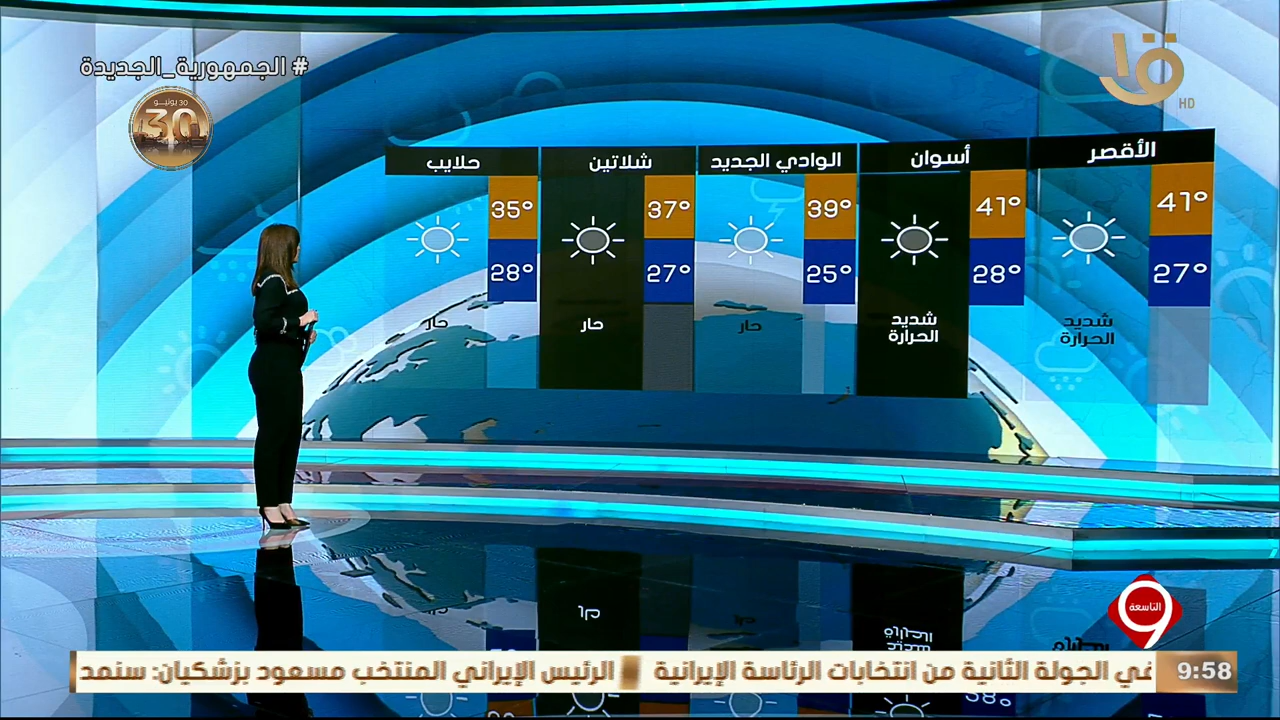 #الجمهورية_الجديدة
30 يونيو
30
HD
الأقصر
41°
27°
شديد
الحرارة
أسوان
41°
28°
شديد
الحرارة
الوادي الجديد
39°
25°
حار
شلاتين
37°
27°
حار
حلايب
35°
28°
حار
التاسعة
9
9:58
في الجولة الثانية من انتخابات الرئاسة الإيرانية
الرئيس الإيراني المنتخب مسعود بزشكيان: سنمد